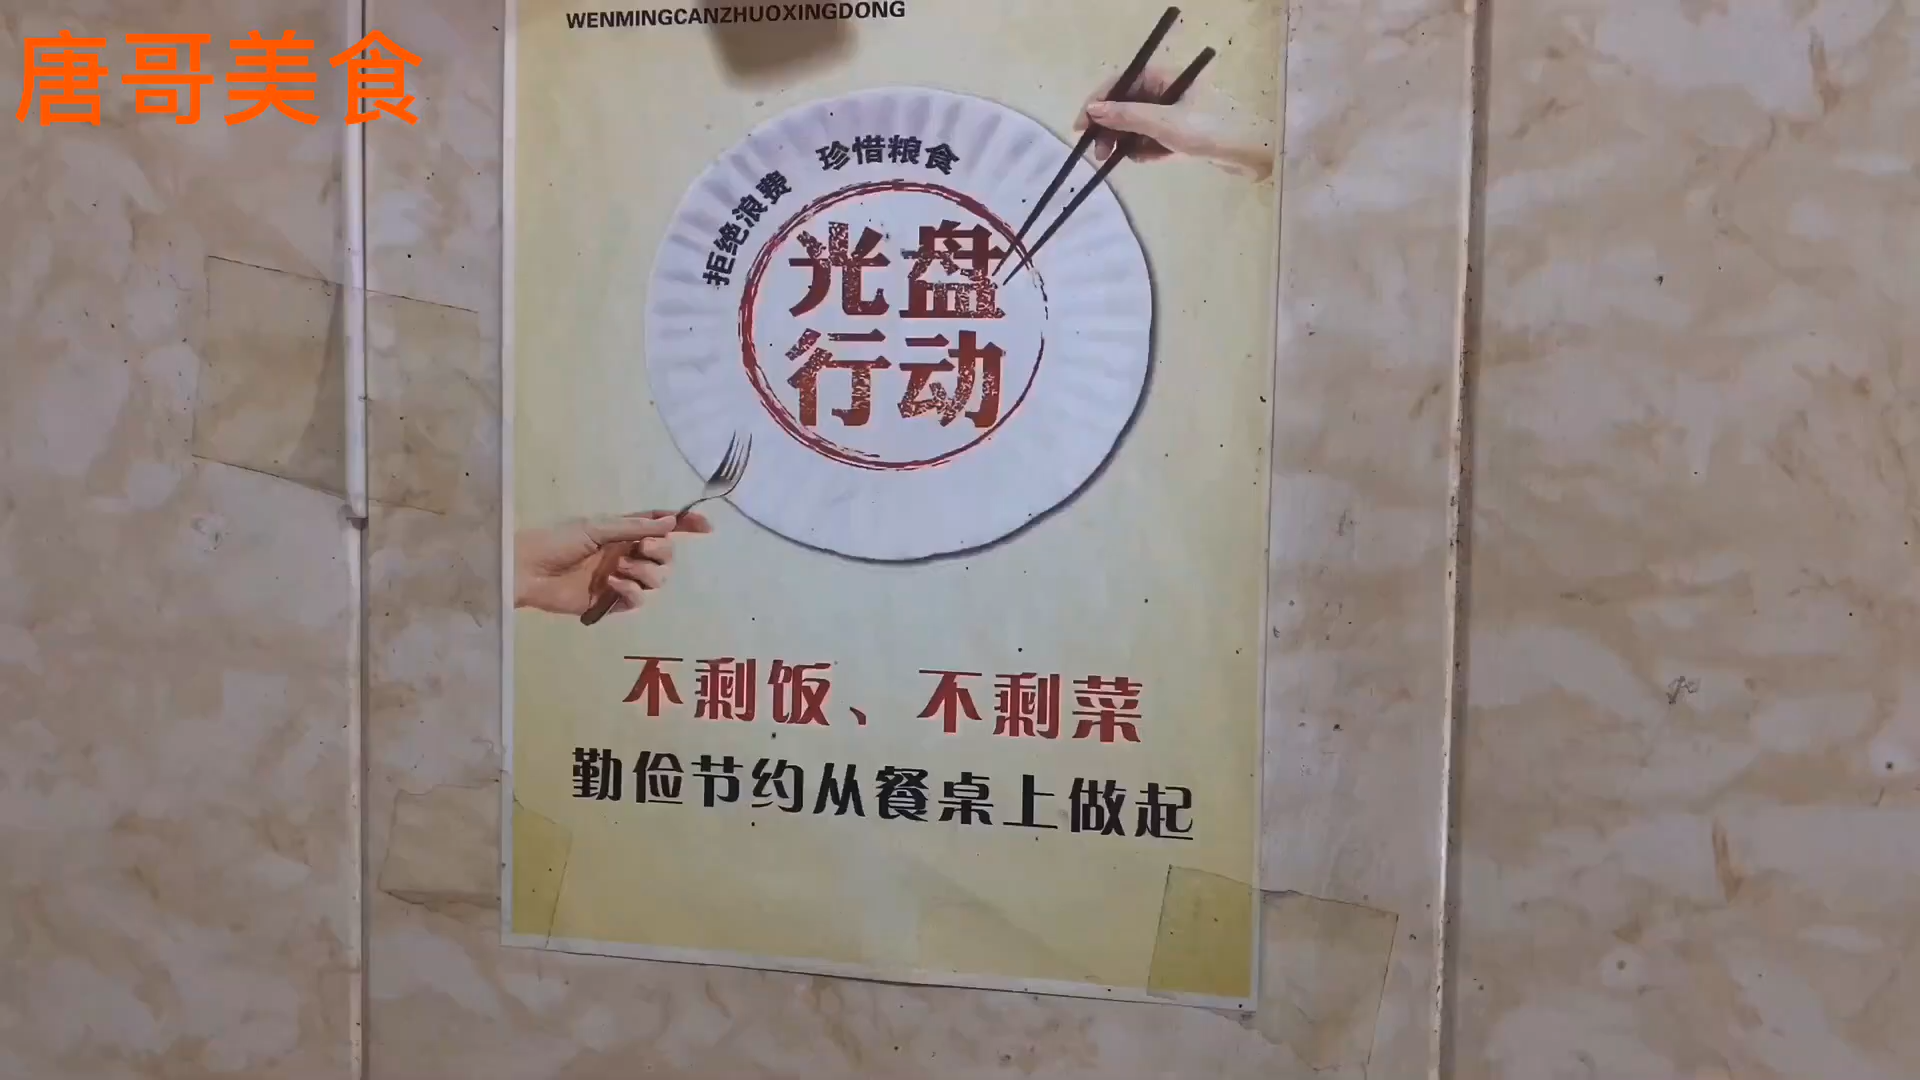 WENMINGCANZHUOXINGDONG
唐哥美食
拒绝浪费 珍惜粮食
光盘
行动
不剩饭、不剩菜
勤俭节约从餐桌上做起